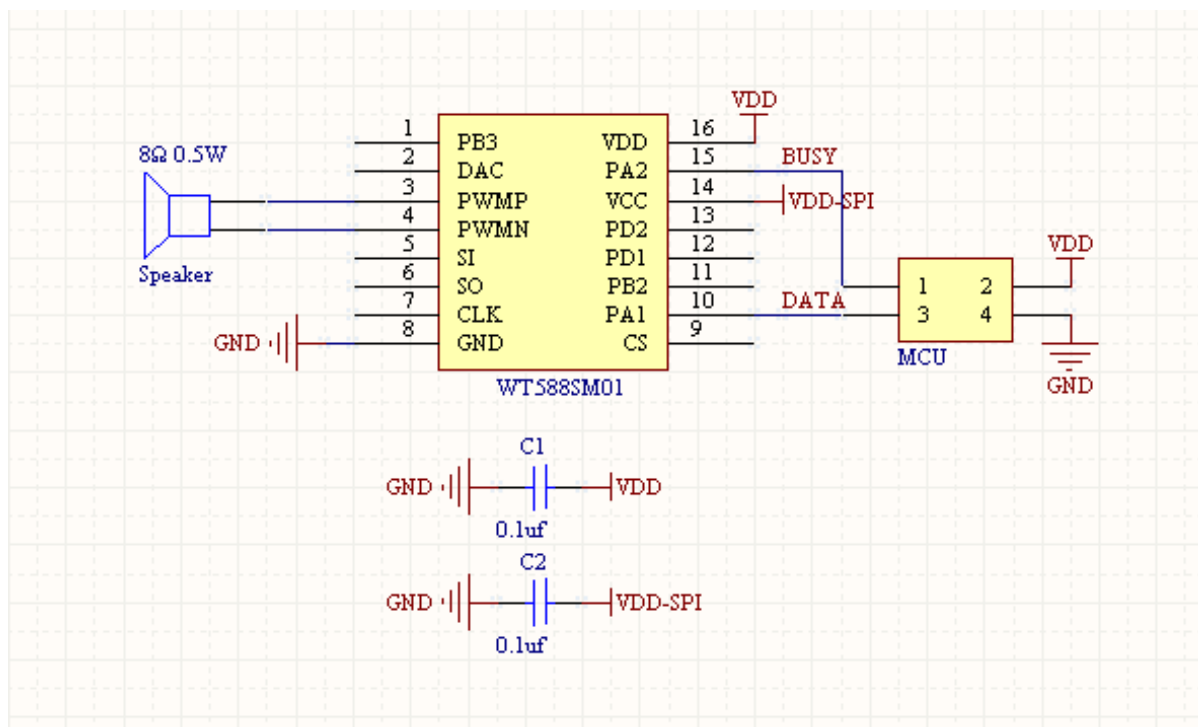 VDD
8Ω 0.5W
Speaker
1 PB3 VDD 16
2 DAC PA2 15 BUSY
3 PWMP VCC 14 VDD-SPI
4 PWMN PD2 13
5 SI PD1 12
6 SO PB2 11
7 CLK PA1 10 DATA
GND 8 GND CS 9
WT588SM01
VDD
1 2
3 4
MCU
GND
C1
GND VDD
0.1uf
C2
GND VDD-SPI
0.1uf